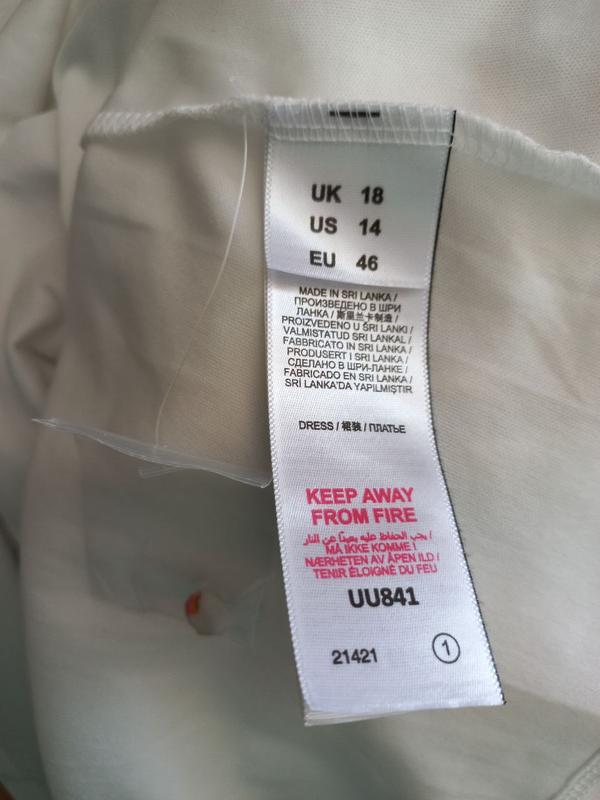 UK 18
US 14
EU 46
MADE IN SRI LANKA /
ПРОИЗВЕДЕНО В ШРИ
ЛАНКА / 斯里兰卡制造 /
PROIZVEDENO U ŠRI LANKI /
VALMISTATUD SRI LANKAL /
FABBRICATO IN SRI LANKA /
PRODUSERT I SRI LANKA /
СДЕЛАНО В ШРИ-ЛАНКЕ /
FABRICADO EN SRI LANKA /
SRİ LANKA'DA YAPILMIŞTIR
DRESS / 裙装 / ПЛАТЬЕ
KEEP AWAY
FROM FIRE
يجب الحفاظ عليه بعيدًا عن النار /
MÅ IKKE KOMME I
NÆRHETEN AV ÅPEN ILD /
TENIR ÉLOIGNÉ DU FEU
UU841
21421 1